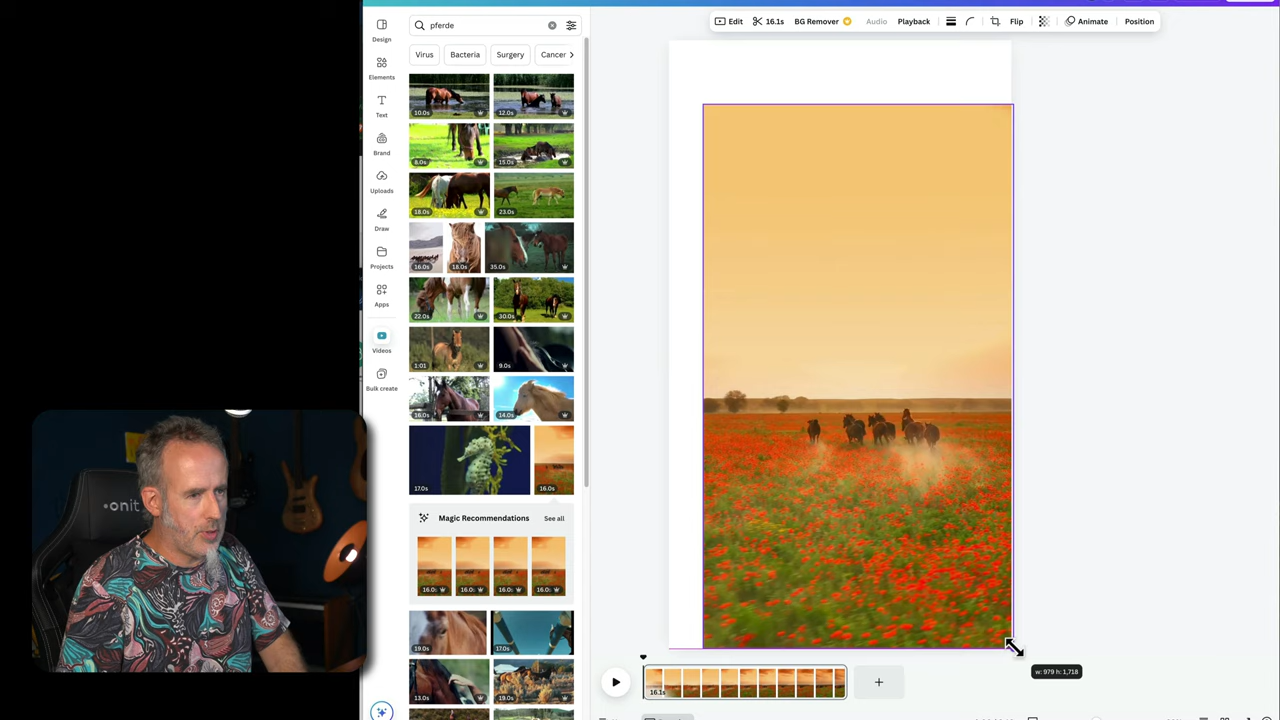 Design
Elements
Text
Brand
Uploads
Draw
Projects
Apps
Videos
Bulk create
pferde
Virus
Bacteria
Surgery
Cancer
10.0s
12.0s
8.0s
15.0s
18.0s
23.0s
16.0s
18.0s
35.0s
22.0s
30.0s
1:01
9.0s
16.0s
14.0s
17.0s
16.0s
Magic Recommendations
See all
16.0s
16.0s
16.0s
16.0s
19.0s
17.0s
13.0s
19.0s
Edit
16.1s
BG Remover
Audio
Playback
Flip
Animate
Position
w: 979 h: 1,718
16.1s
onit